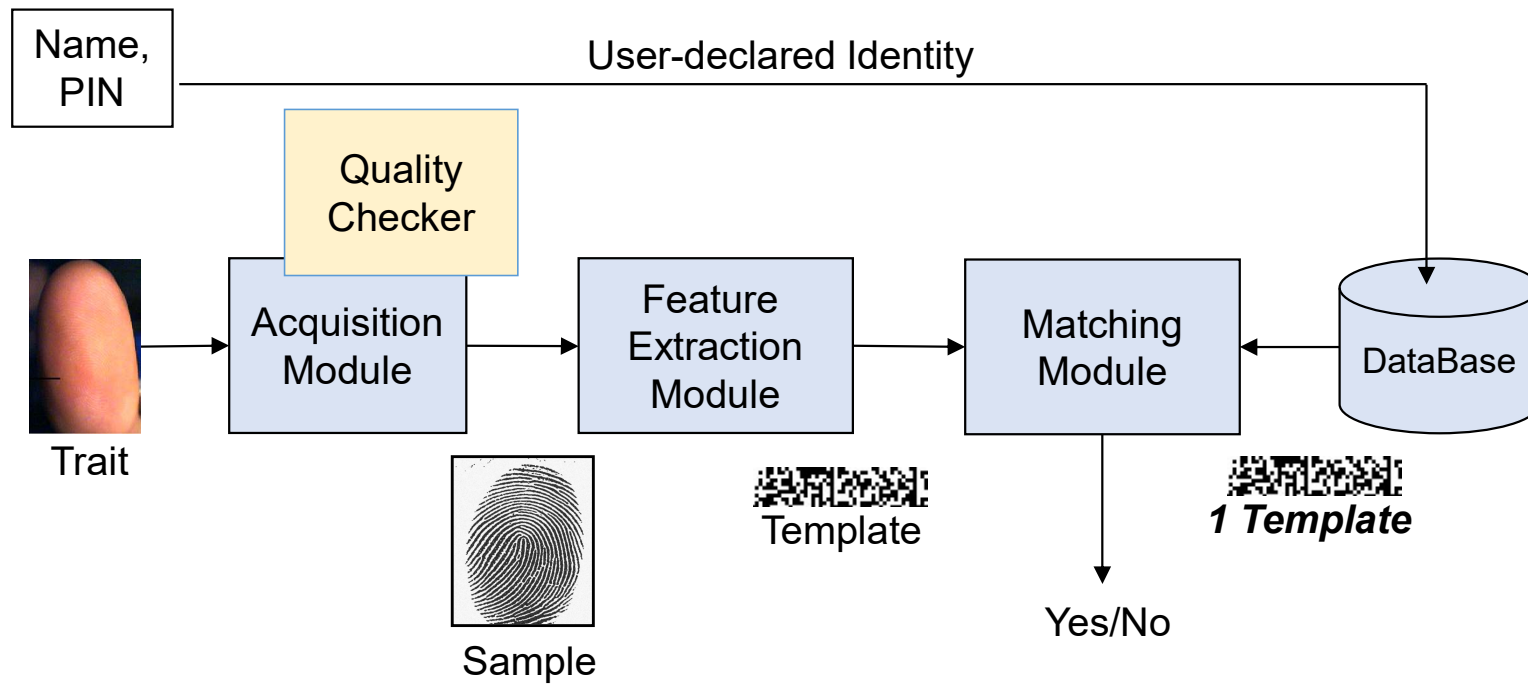 Name,
PIN
User-declared Identity
Quality
Checker
Acquisition
Module
Feature
Extraction
Module
Matching
Module
DataBase
Trait
Sample
Template
1 Template
Yes/No